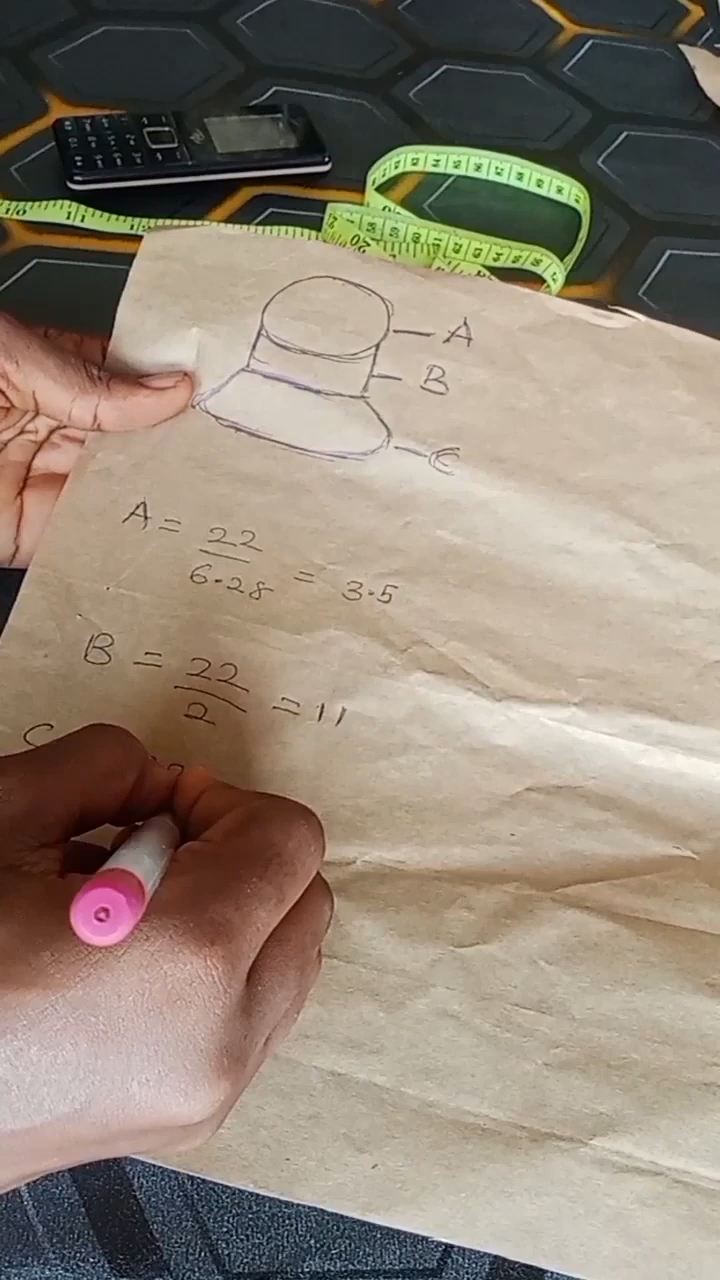 A
B
C
A = 22
6.28 = 3.5
B = 22
2 = 11
C